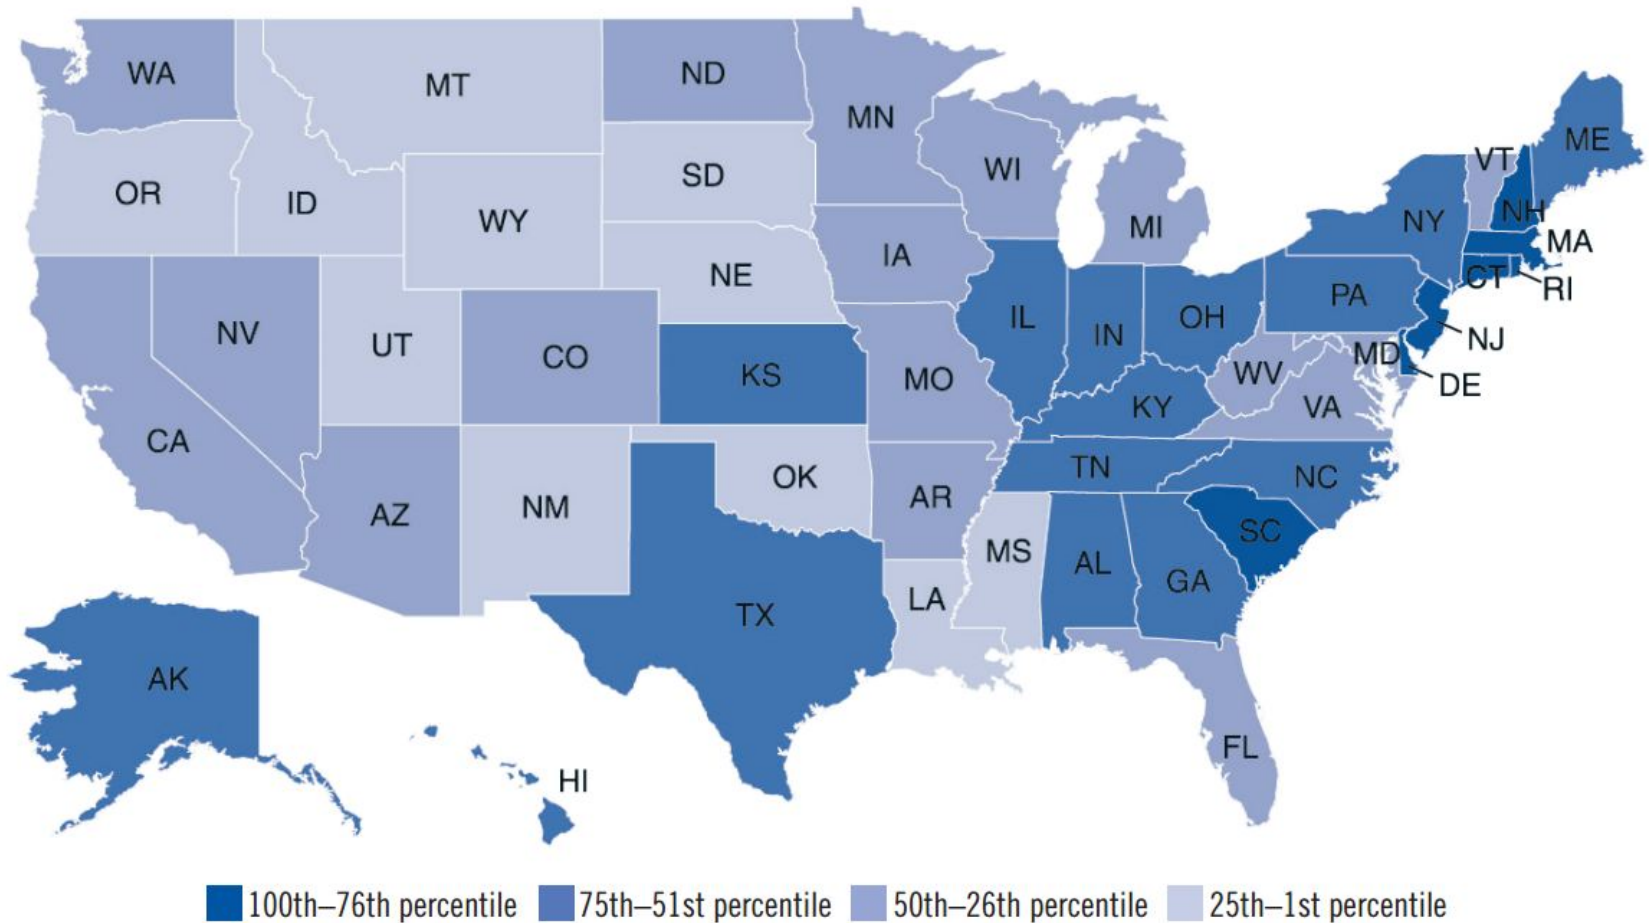 WA
MT
ND
MN
ME
VT
OR
ID
WY
SD
WI
MI
NY
NH
MA
IA
NE
CT
RI
PA
NV
UT
CO
KS
MO
IL
IN
OH
NJ
MD
WV
DE
VA
KY
CA
AZ
NM
OK
AR
TN
NC
SC
MS
AL
GA
LA
TX
AK
FL
HI
100th–76th percentile
75th–51st percentile
50th–26th percentile
25th–1st percentile